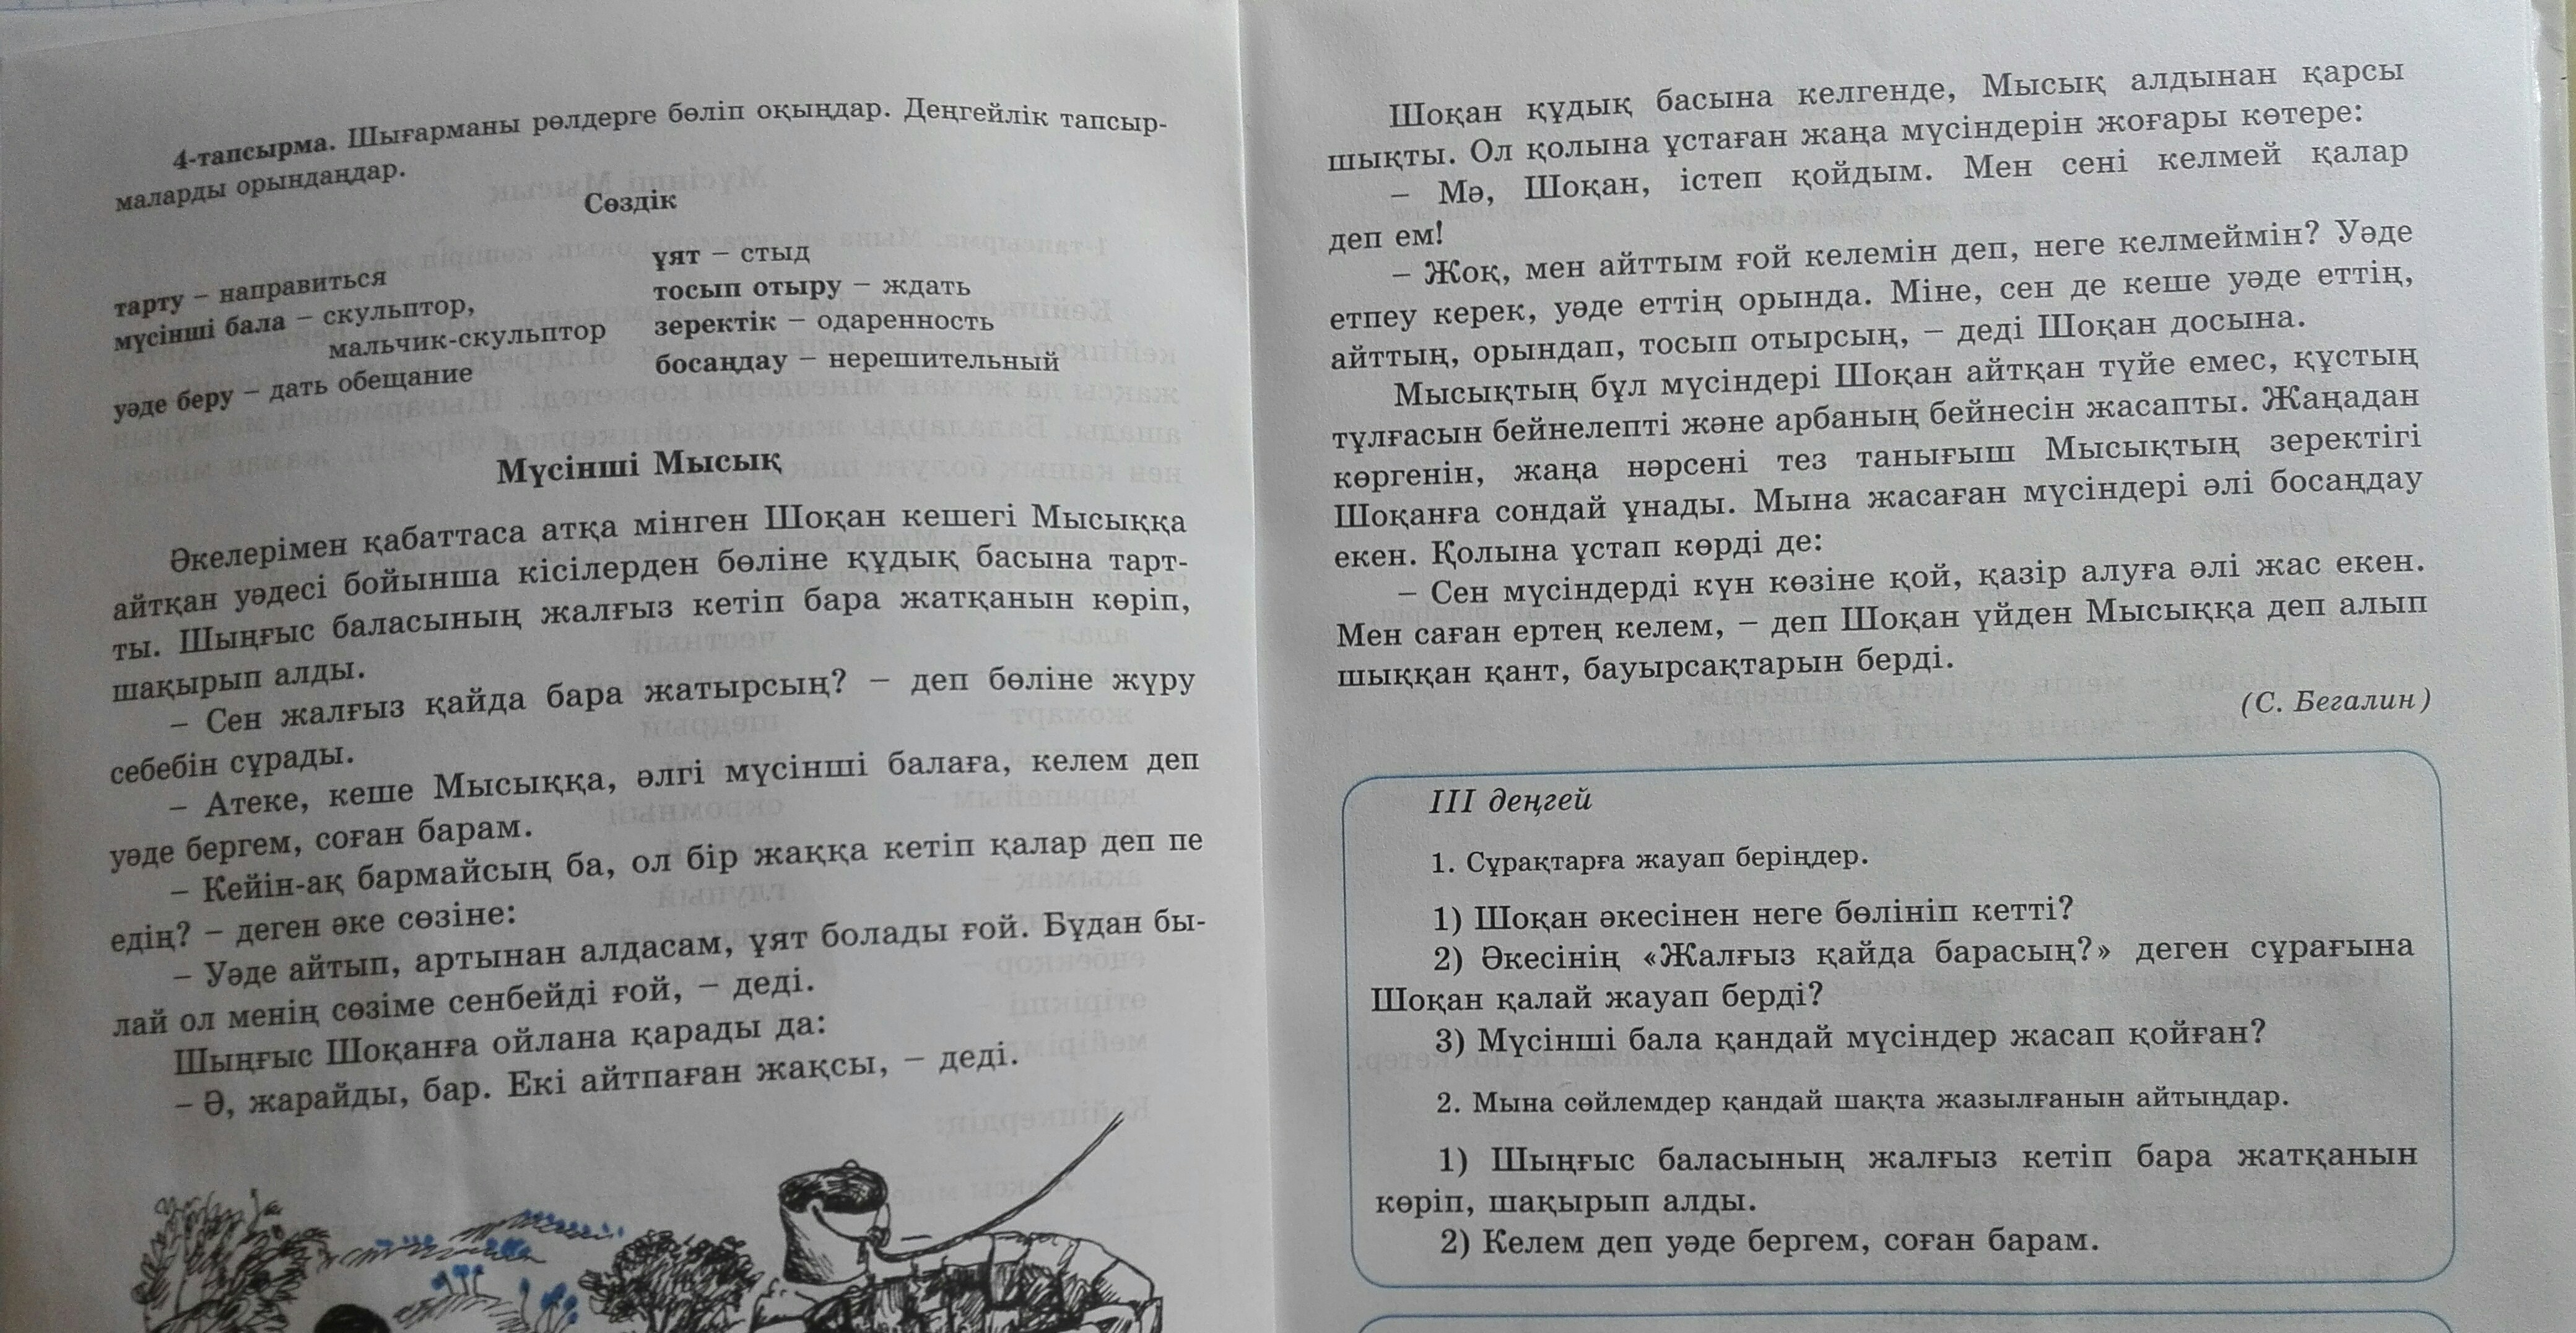 4-тапсырма. Шығарманы рөлдерге бөліп оқыңдар. Деңгейлік тапсыр-
маларды орындаңдар.
Сөздік
тарту – направиться
мүсінші бала – скульптор,
мальчик-скульптор
уәде беру – дать обещание
ұят – стыд
тосып отыру – ждать
зеректік – одаренность
босаңдау – нерешительный
Мүсінші Мысық
Әкелерімен қабаттаса атқа мінген Шоқан кешегі Мысыққа
айтқан уәдесі бойынша кісілерден бөліне құдық басына тарт-
ты. Шыңғыс баласының жалғыз кетіп бара жатқанын көріп,
шақырып алды.
– Сен жалғыз қайда бара жатырсың? – деп бөліне жүру
себебін сұрады.
– Атеке, кеше Мысыққа, әлгі мүсінші балаға, келем деп
уәде бергем, соған барам.
– Кейін-ақ бармайсың ба, ол бір жаққа кетіп қалар деп пе
едің? – деген әке сөзіне:
– Уәде айтып, артынан алдасам, ұят болады ғой. Бұдан бы-
лай ол менің сөзіме сенбейді ғой, – деді.
Шыңғыс Шоқанға ойлана қарады да:
– Ә, жарайды, бар. Екі айтпаған жақсы, – деді.
Шоқан құдық басына келгенде, Мысық алдынан қарсы
шықты. Ол қолына ұстаған жаңа мүсіндерін жоғары көтере:
– Мә, Шоқан, істеп қойдым. Мен сені келмей қалар
деп ем!
– Жоқ, мен айттым ғой келемін деп, неге келмеймін? Уәде
етпеу керек, уәде еттің орында. Міне, сен де кеше уәде еттің,
айттың, орындап, тосып отырсың, – деді Шоқан досына.
Мысықтың бұл мүсіндері Шоқан айтқан түйе емес, құстың
тұлғасын бейнелепті және арбаның бейнесін жасапты. Жаңадан
көргенін, жаңа нәрсені тез танығыш Мысықтың зеректігі
Шоқанға сондай ұнады. Мына жасаған мүсіндері әлі босаңдау
екен. Қолына ұстап көрді де:
– Сен мүсіндерді күн көзіне қой, қазір алуға әлі жас екен.
Мен саған ертең келем, – деп Шоқан үйден Мысыққа деп алып
шыққан қант, бауырсақтарын берді.
(С. Бегалин)
III деңгей
1. Сұрақтарға жауап беріңдер.
1) Шоқан әкесінен неге бөлініп кетті?
2) Әкесінің «Жалғыз қайда барасың?» деген сұрағына
Шоқан қалай жауап берді?
3) Мүсінші бала қандай мүсіндер жасап қойған?
2. Мына сөйлемдер қандай шақта жазылғанын айтыңдар.
1) Шыңғыс баласының жалғыз кетіп бара жатқанын
көріп, шақырып алды.
2) Келем деп уәде бергем, соған барам.